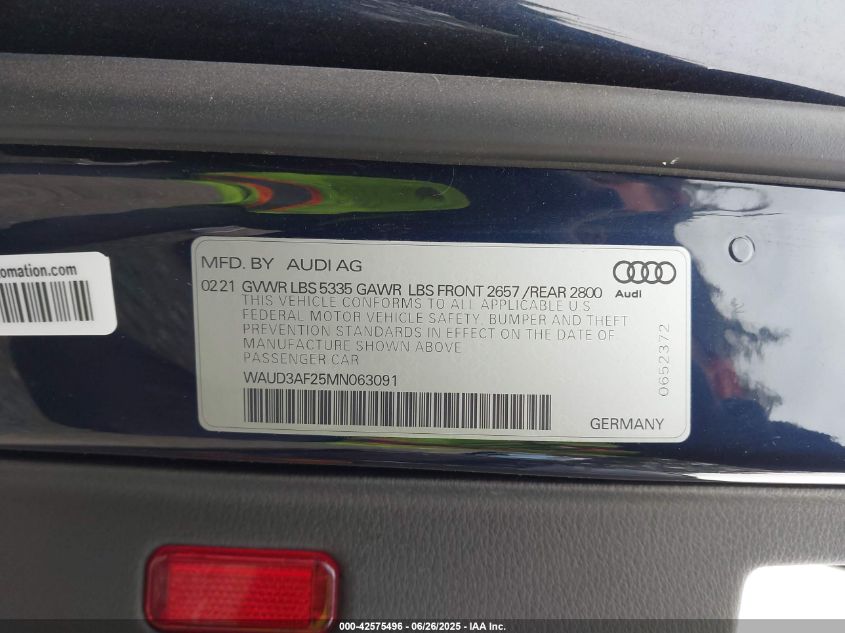 omation.com
MFD. BY AUDI AG
Audi
02 21 GVWR LBS 5335 GAWR LBS FRONT 2657 / REAR 2800
THIS VEHICLE CONFORMS TO ALL APPLICABLE U.S
FEDERAL MOTOR VEHICLE SAFETY, BUMPER AND THEFT
PREVENTION STANDARDS IN EFFECT ON THE DATE OF
MANUFACTURE SHOWN ABOVE
PASSENGER CAR
0652372
WAUD3AF25MN063091
GERMANY
000-42575496 - 06/26/2025 - IAA Inc.